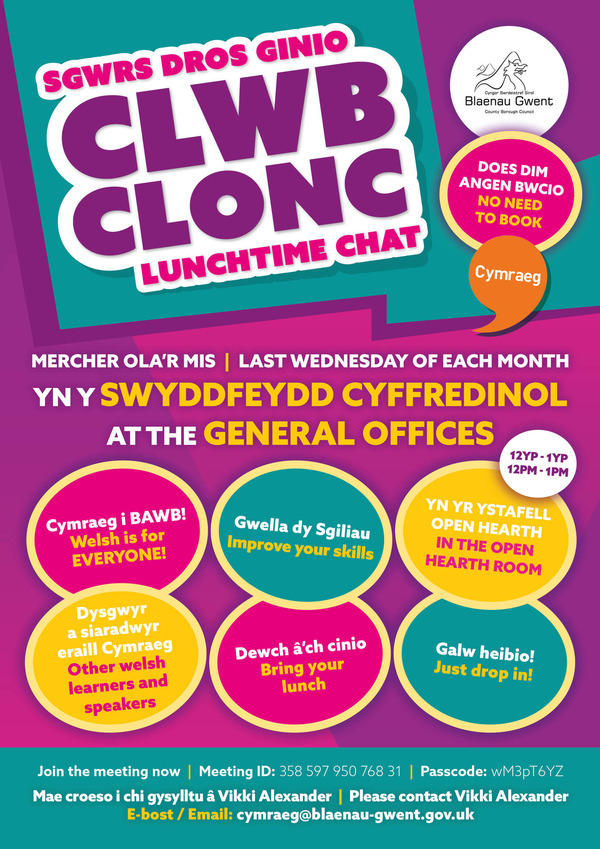 SGWRS DROS GINIO
CLWB
CLONC
LUNCHTIME CHAT
Cyngor Bwrdeistref Sirol
Blaenau Gwent
County Borough Council
DOES DIM
ANGEN BWCIO
NO NEED
TO BOOK
Cymraeg
MERCHER OLA'R MIS | LAST WEDNESDAY OF EACH MONTH
YN Y SWYDDFEYDD CYFFREDINOL
AT THE GENERAL OFFICES
12YP - 1YP
12PM - 1PM
Cymraeg i BAWB!
Welsh is for
EVERYONE!
Gwella dy Sgiliau
Improve your skills
YN YR YSTAFELL
OPEN HEARTH
IN THE OPEN
HEARTH ROOM
Dysgwyr
a siaradwyr
eraill Cymraeg
Other welsh
learners and
speakers
Dewch â'ch cinio
Bring your
lunch
Galw heibio!
Just drop in!
Join the meeting now | Meeting ID: 358 597 950 768 31 | Passcode: wM3pT6YZ
Mae croeso i chi gysylltu â Vikki Alexander | Please contact Vikki Alexander
E-bost / Email: cymraeg@blaenau-gwent.gov.uk